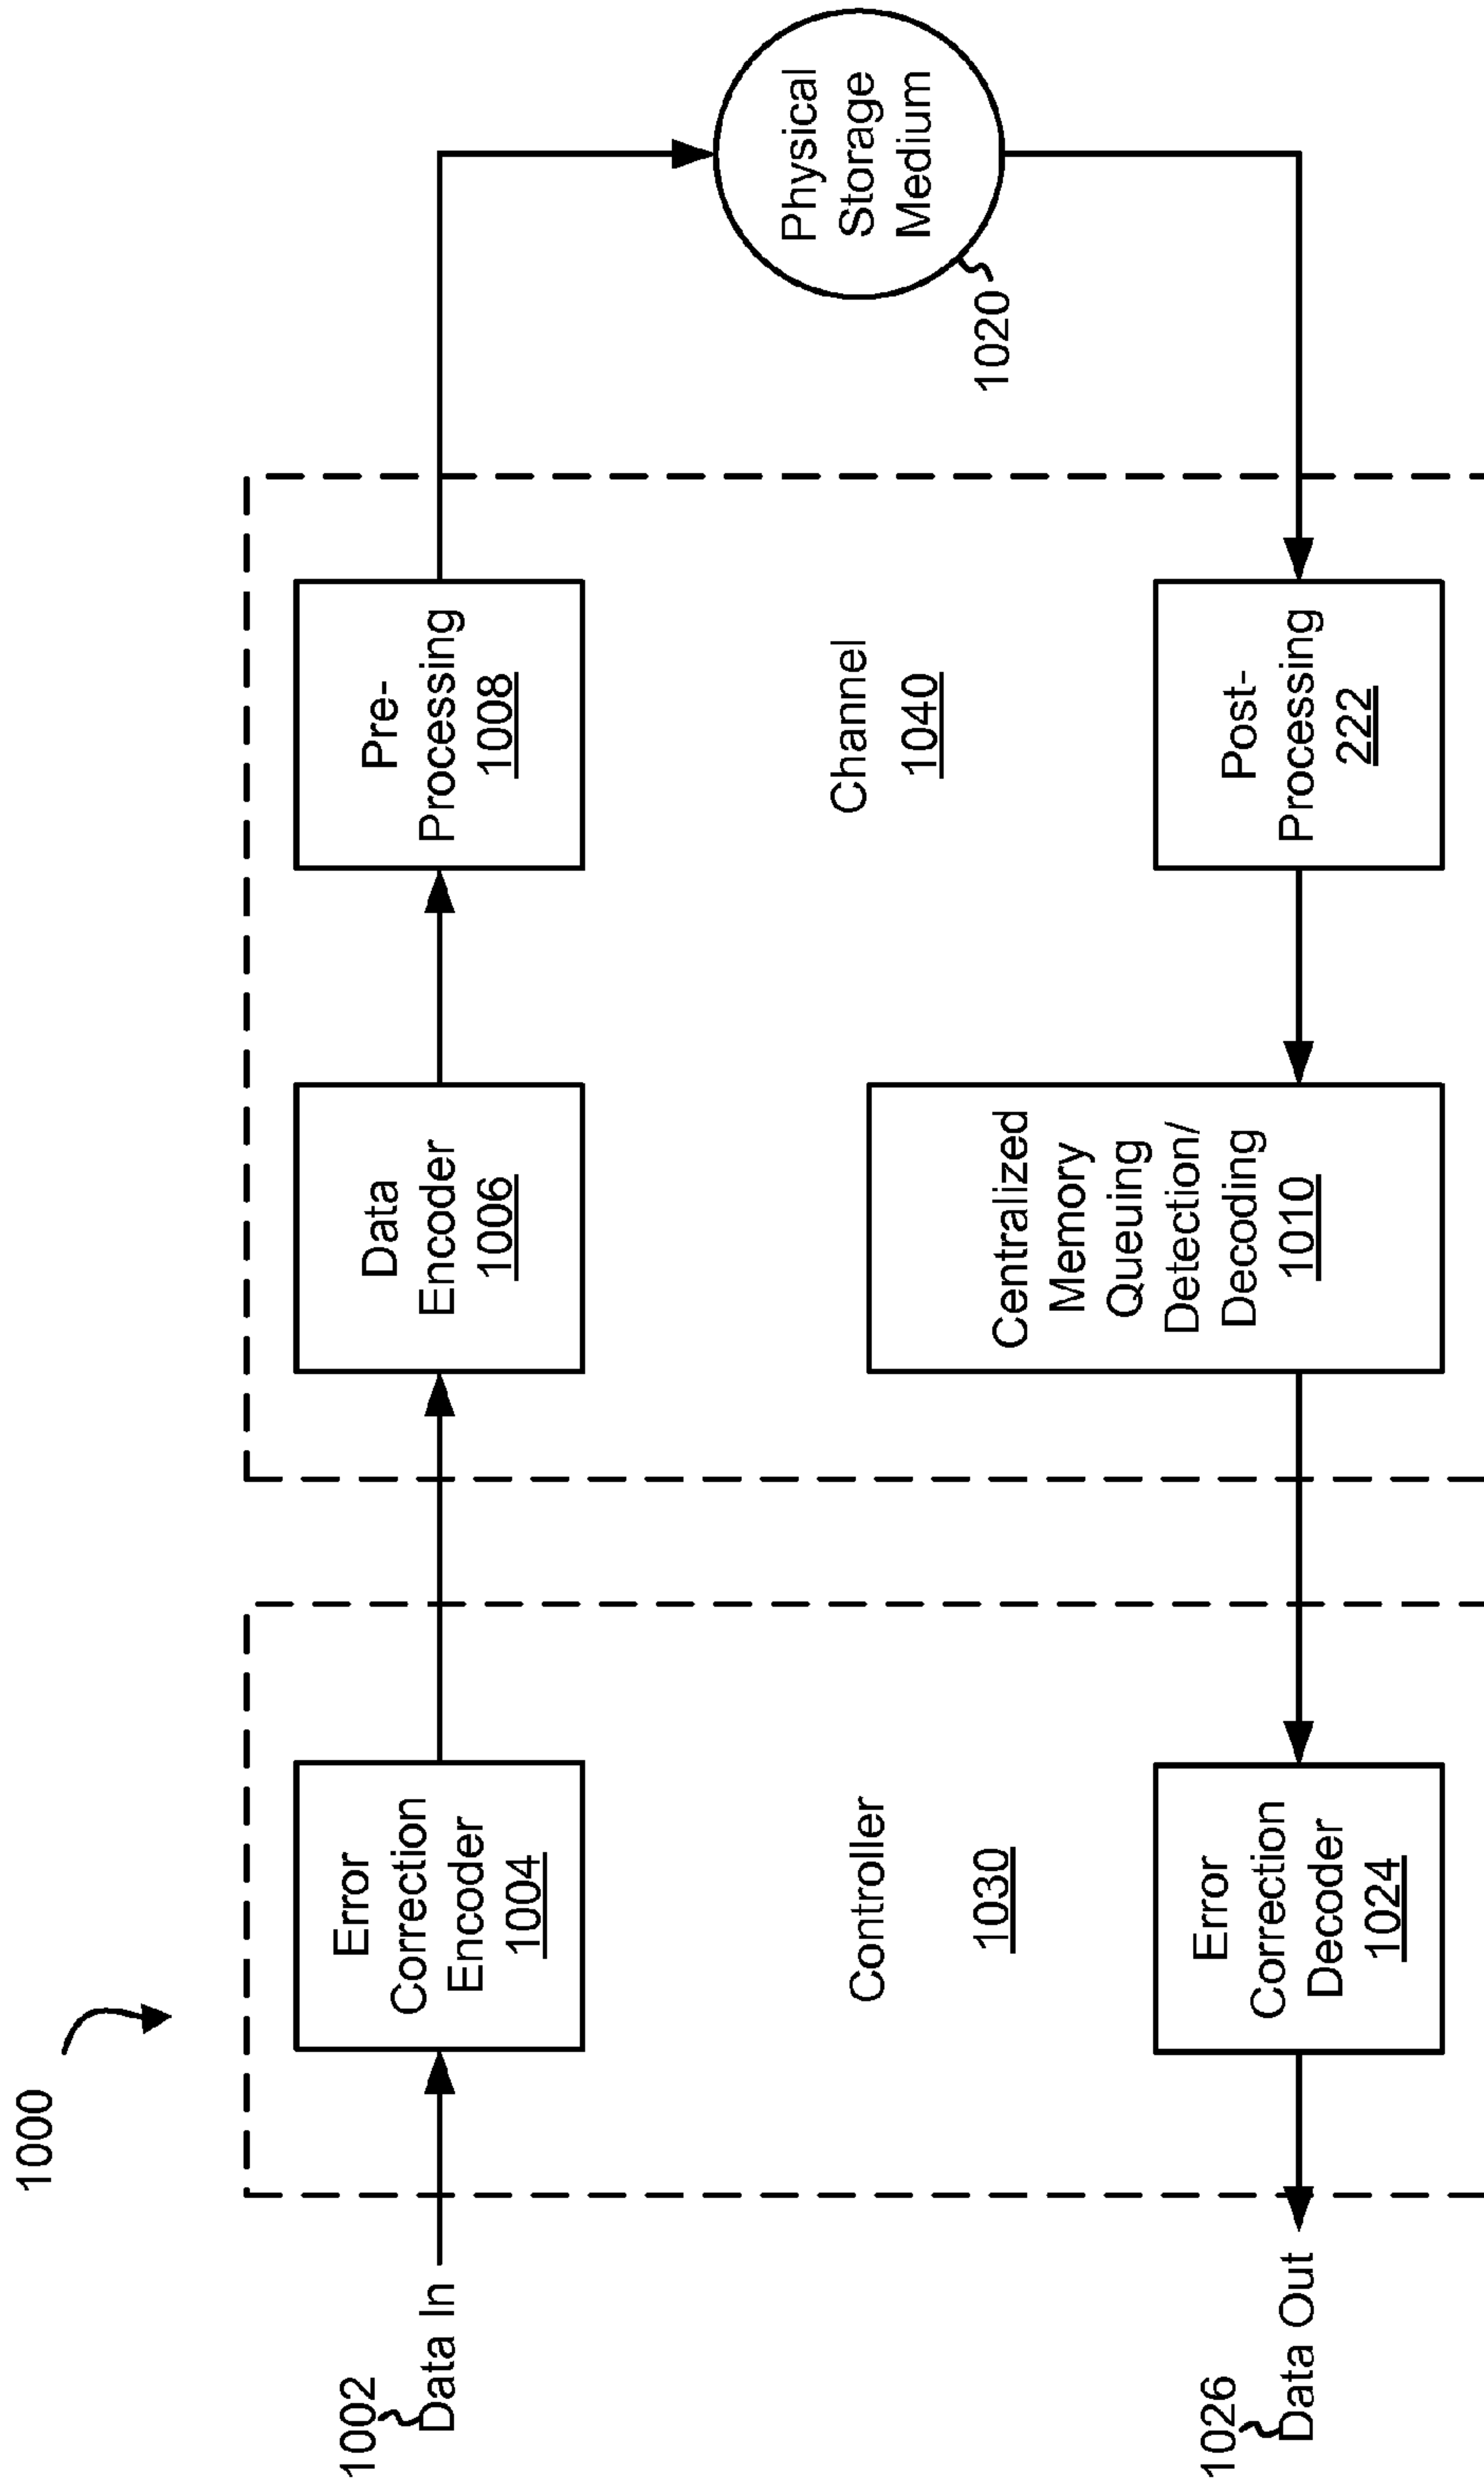 1000
1002
Data In
Error
Correction
Encoder
1004
Data
Encoder
1006
Pre-
Processing
1008
Physical
Storage
Medium
1020
Controller
1030
Channel
1040
1026
Data Out
Error
Correction
Decoder
1024
Centralized
Memory
Queuing
Detection/
Decoding
1010
Post-
Processing
222